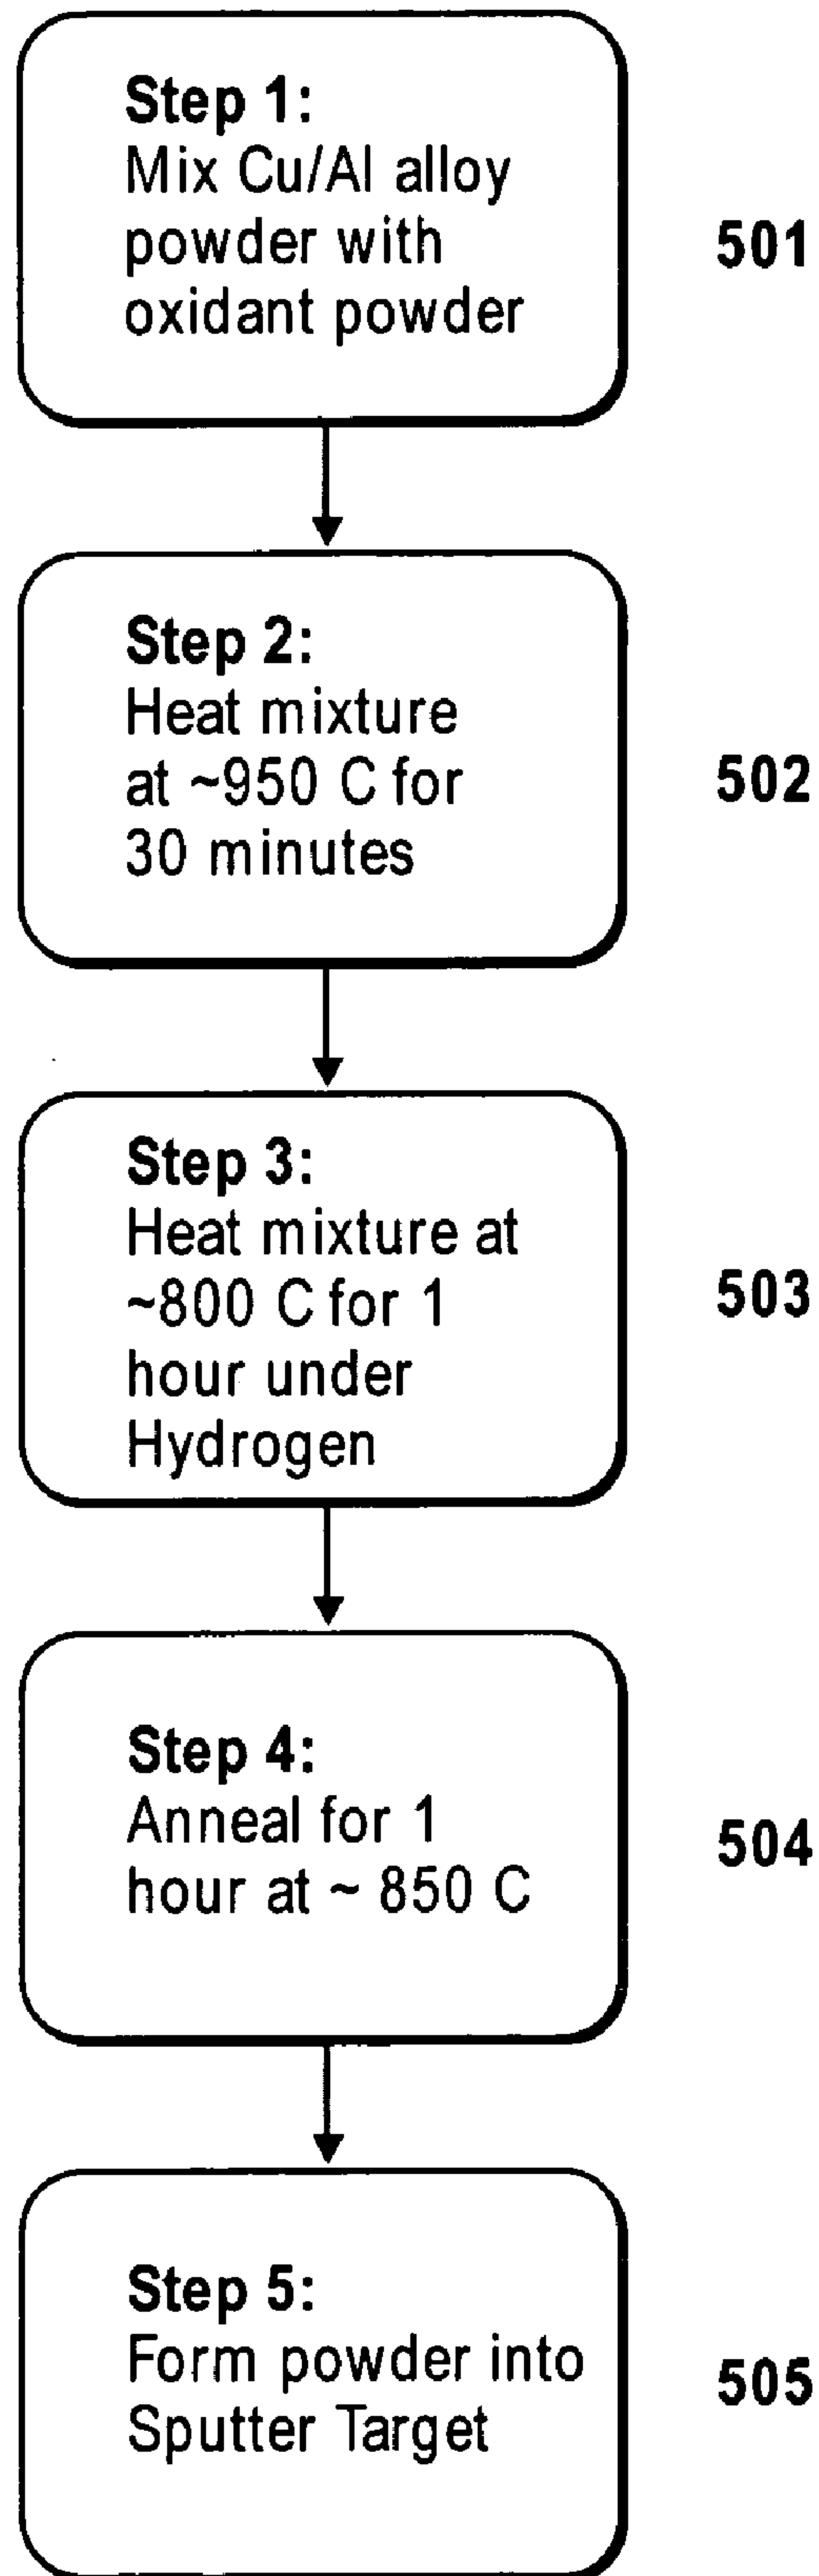 Step 1:
Mix Cu/Al alloy
powder with
oxidant powder
501
Step 2:
Heat mixture
at ~950 C for
30 minutes
502
Step 3:
Heat mixture at
~800 C for 1
hour under
Hydrogen
503
Step 4:
Anneal for 1
hour at ~ 850 C
504
Step 5:
Form powder into
Sputter Target
505